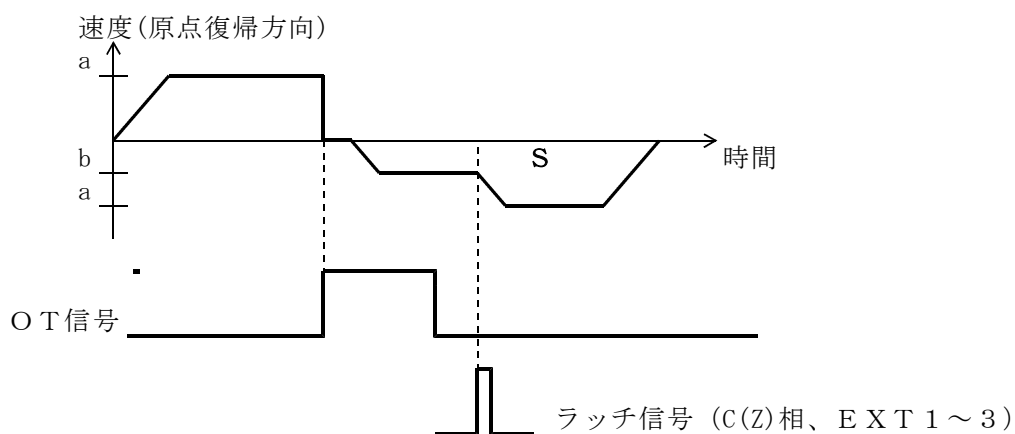 速度(原点復帰方向)
a
b
S
時間
a
OT信号
ラッチ信号 (C(Z)相、EXT1~3)